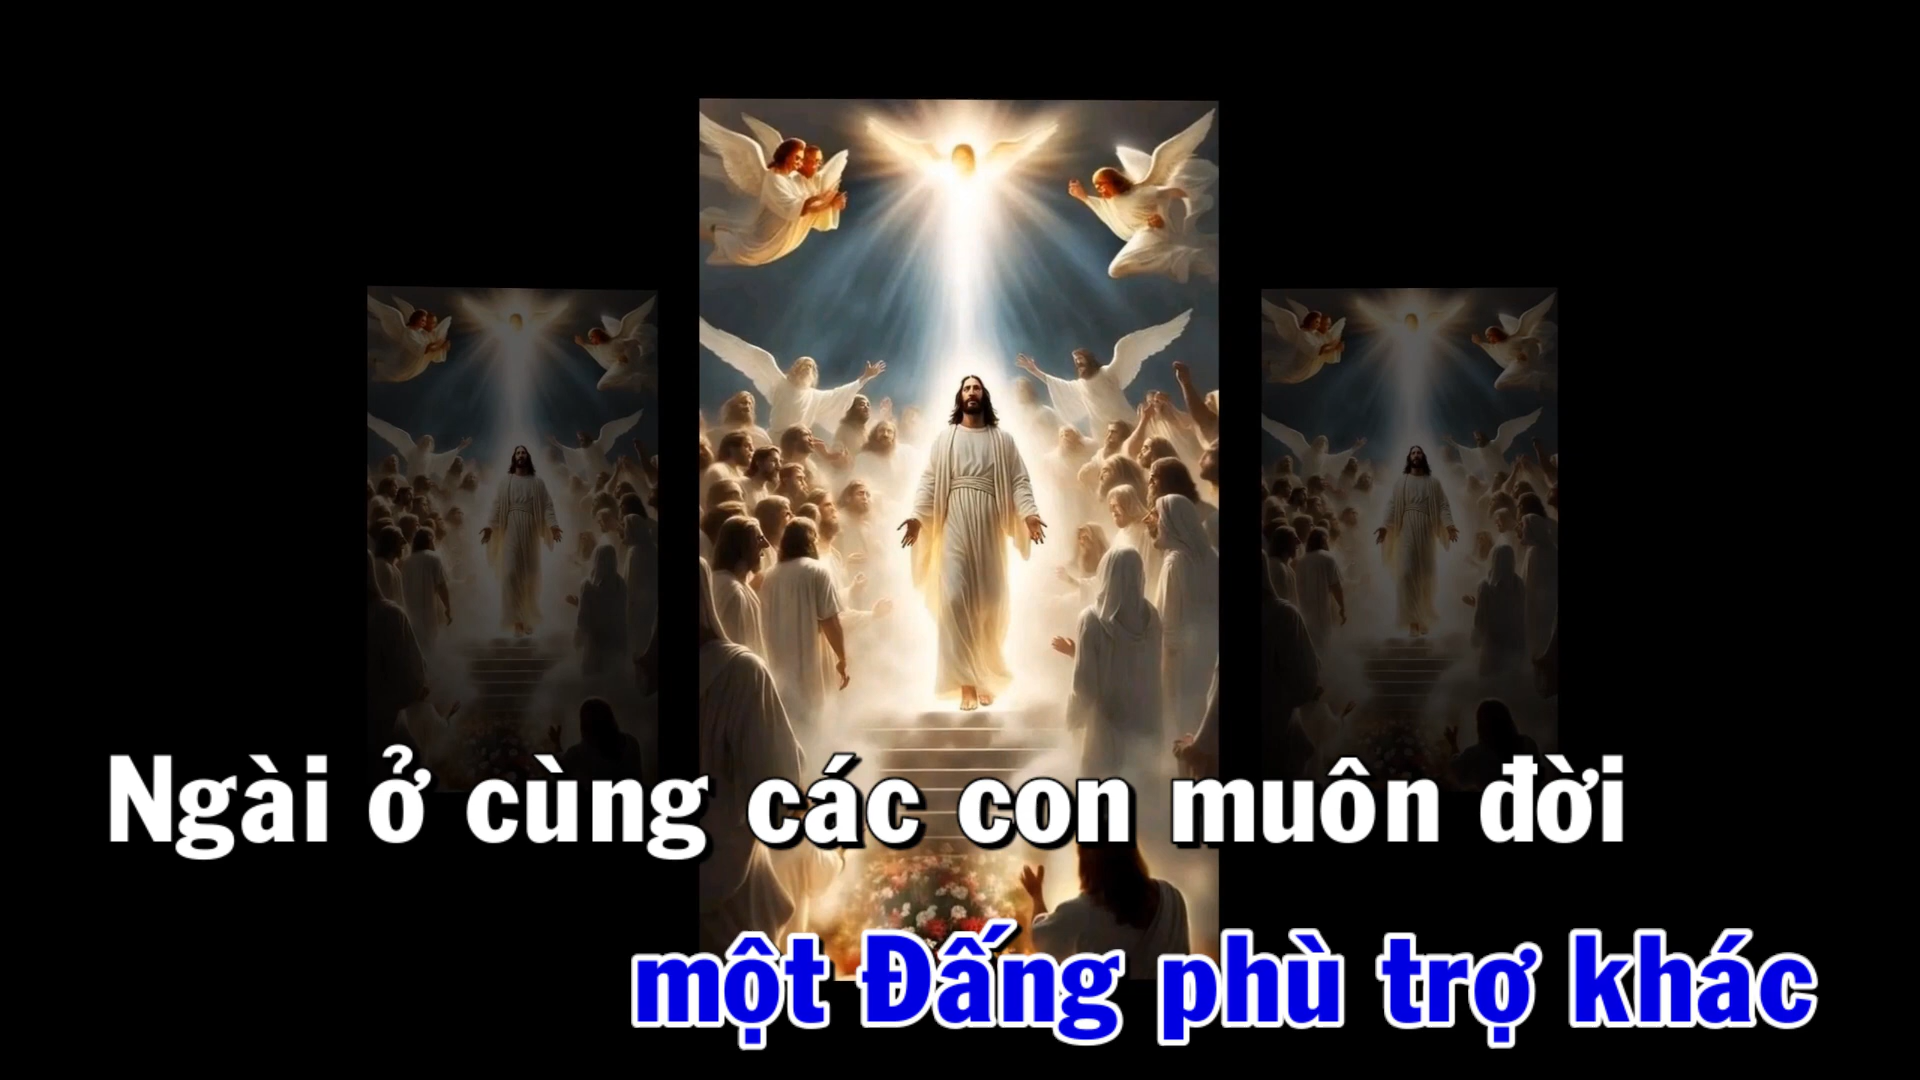 Ngài ở cùng các con muôn đời
một Đấng phù trợ khác